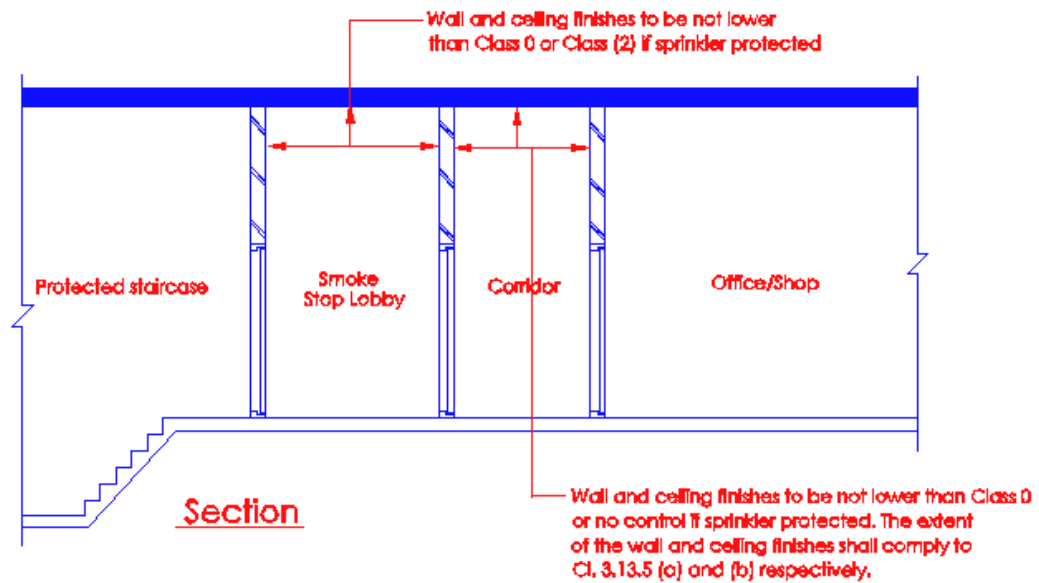 Wall and ceiling finishes to be not lower
than Class 0 or Class (2) if sprinkler protected
Protected staircase
Smoke
Stop Lobby
Corridor
Office/Shop
Section
Wall and ceiling finishes to be not lower than Class 0
or no control if sprinkler protected. The extent
of the wall and ceiling finishes shall comply to
Cl. 3.13.5 (a) and (b) respectively.